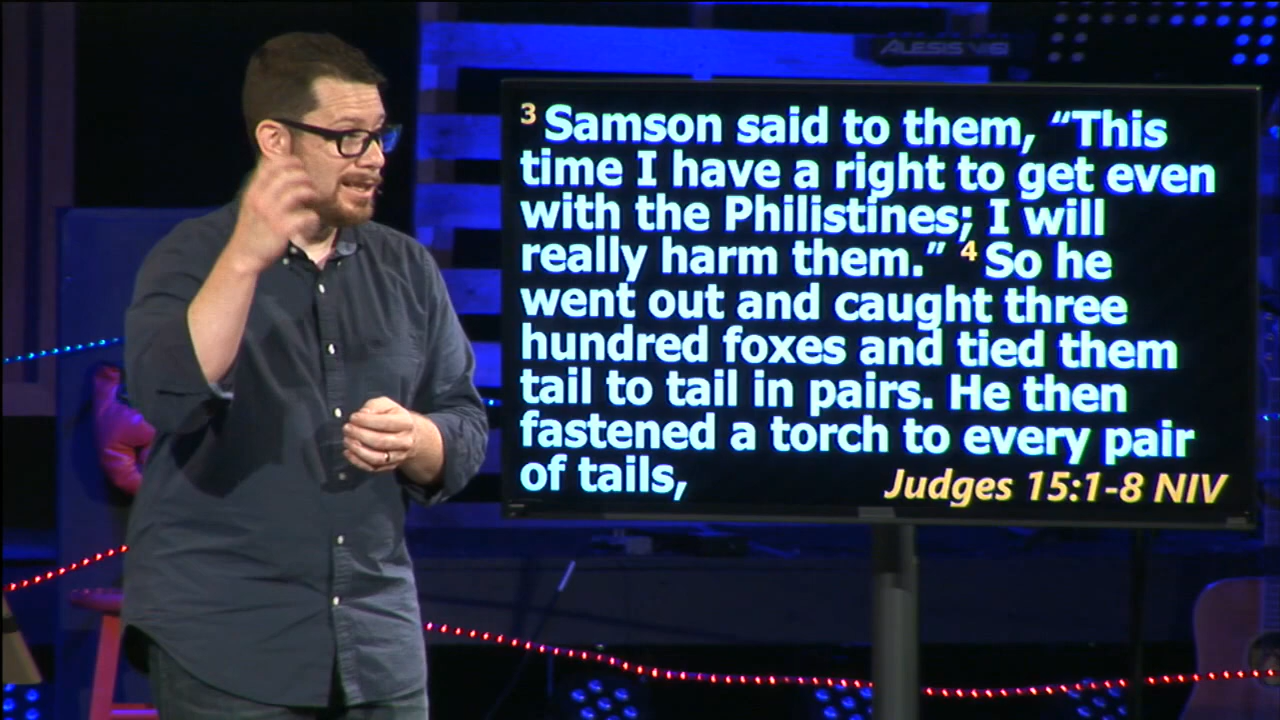 ALESIS V61
3 Samson said to them, “This
time I have a right to get even
with the Philistines; I will
really harm them.” 4 So he
went out and caught three
hundred foxes and tied them
tail to tail in pairs. He then
fastened a torch to every pair
of tails,
Judges 15:1-8 NIV